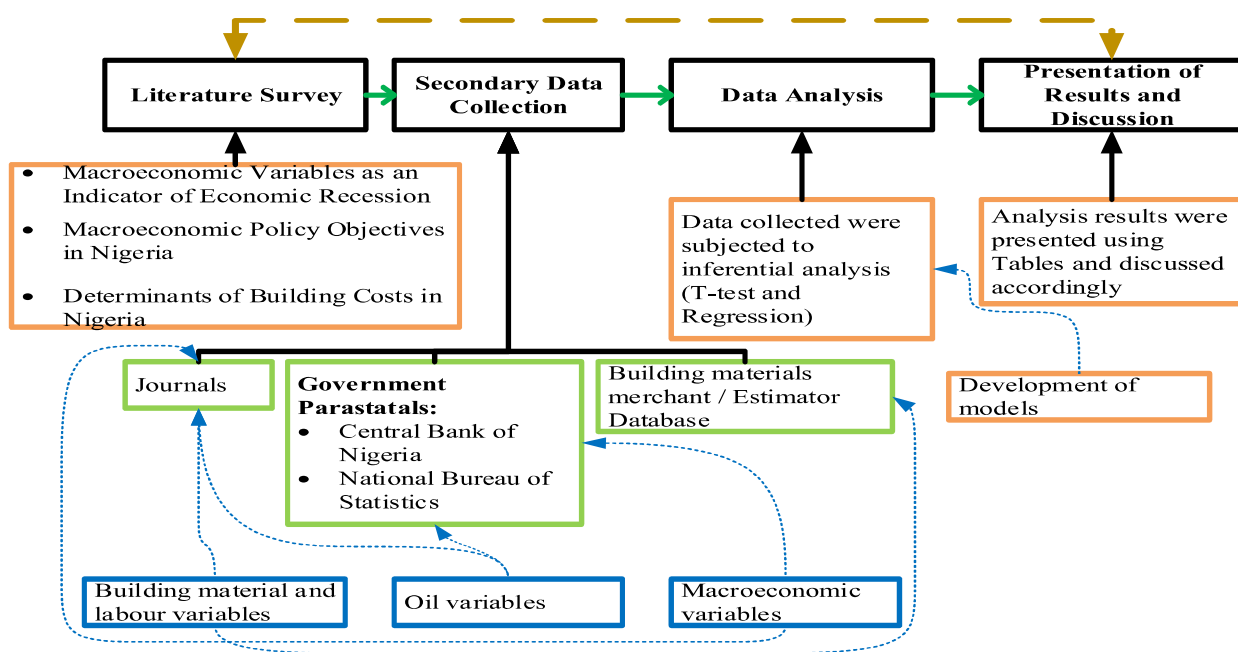 Literature Survey
Secondary Data
Collection
Data Analysis
Presentation of
Results and
Discussion
• Macroeconomic Variables as an
Indicator of Economic Recession
• Macroeconomic Policy Objectives
in Nigeria
• Determinants of Building Costs in
Nigeria
Data collected were
subjected to
inferential analysis
(T-test and
Regression)
Analysis results were
presented using
Tables and discussed
accordingly
Journals
Government
Parastatals:
• Central Bank of
Nigeria
• National Bureau of
Statistics
Building materials
merchant / Estimator
Database
Development of
models
Building material and
labour variables
Oil variables
Macroeconomic
variables